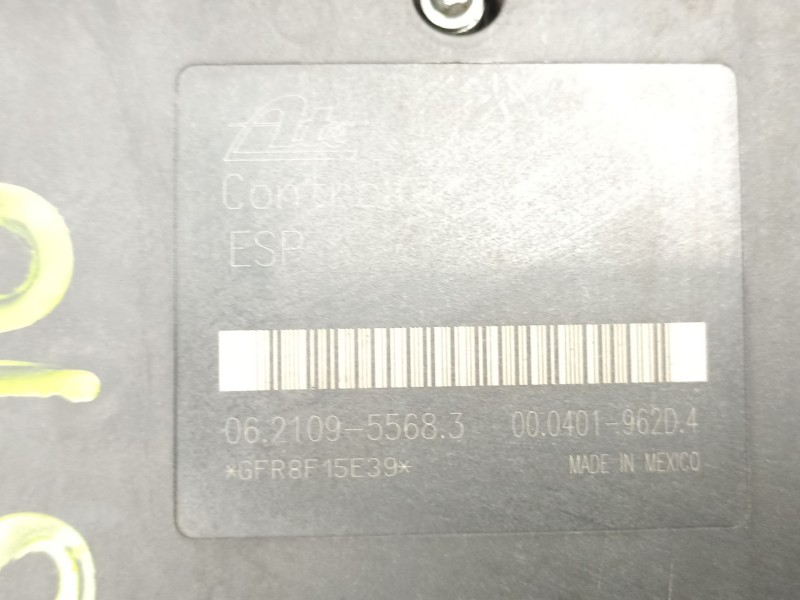 Ate
ESP
06.2109-5568.3 00.0401-962D.4
*GFR8F15E39* MADE IN MEXICO